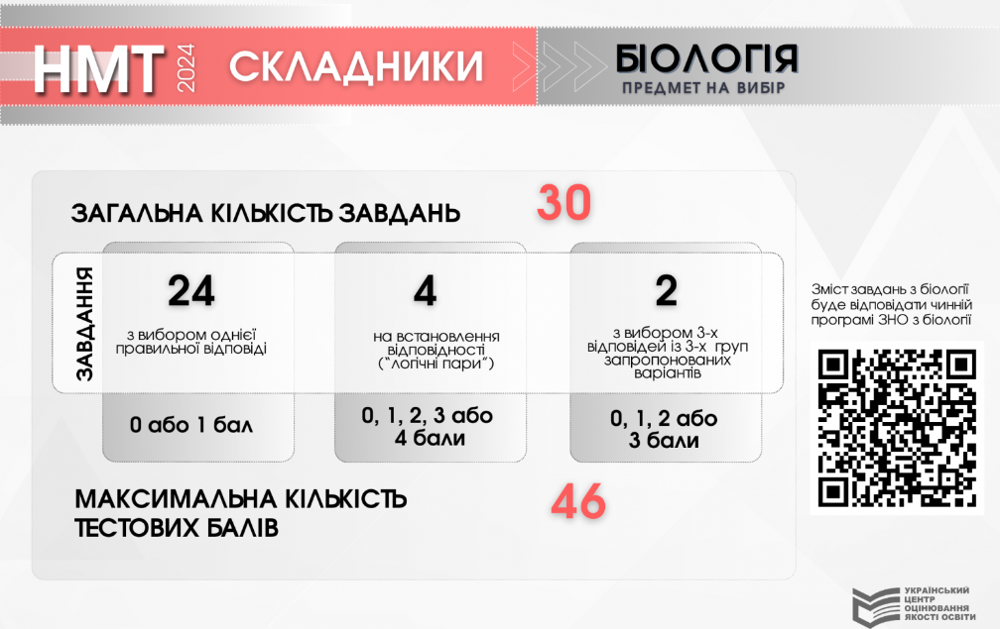 НМТ 2024 СКЛАДНИКИ
БІОЛОГІЯ
ПРЕДМЕТ НА ВИБІР
ЗАГАЛЬНА КІЛЬКІСТЬ ЗАВДАНЬ 30
ЗАВДАННЯ
24
з вибором однієї
правильної відповіді
0 або 1 бал
4
на встановлення
відповідності
("логічні пари")
0, 1, 2, 3 або
4 бали
2
з вибором 3-х
відповідей із 3-х груп
запропонованих
варіантів
0, 1, 2 або
3 бали
МАКСИМАЛЬНА КІЛЬКІСТЬ
ТЕСТОВИХ БАЛІВ
46
Зміст завдань з біології
буде відповідати чинній
програмі ЗНО з біології
УКРАЇНСЬКИЙ
ЦЕНТР
ОЦІНЮВАННЯ
ЯКОСТІ ОСВІТИ